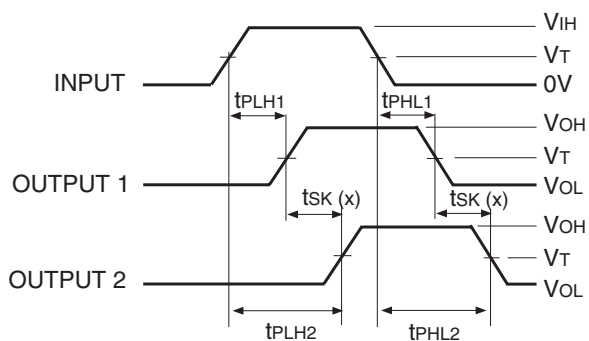 VIH
VT
INPUT
0V
tPLH1
tPHL1
VOH
VT
OUTPUT 1
VOL
tSK (x)
tSK (x)
VOH
VT
OUTPUT 2
VOL
tPLH2
tPHL2